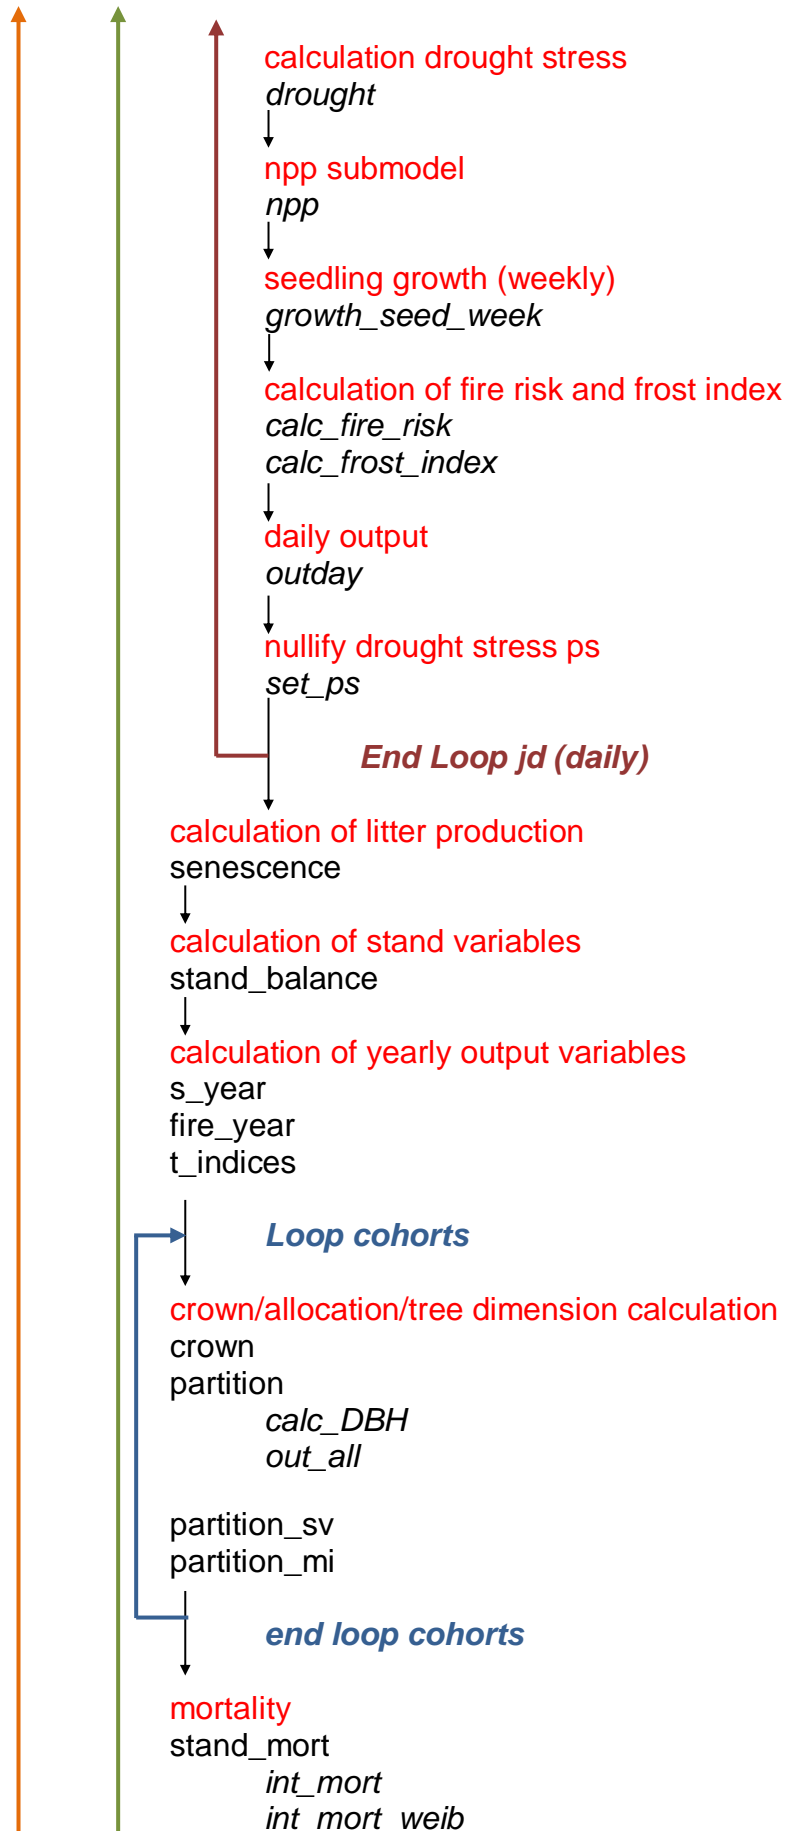 calculation drought stress
drought
npp submodel
npp
seedling growth (weekly)
growth_seed_week
calculation of fire risk and frost index
calc_fire_risk
calc_frost_index
daily output
outday
nullify drought stress ps
set_ps
End Loop jd (daily)
calculation of litter production
senescence
calculation of stand variables
stand_balance
calculation of yearly output variables
s_year
fire_year
t_indices
Loop cohorts
crown/allocation/tree dimension calculation
crown
partition
calc_DBH
out_all
partition_sv
partition_mi
end loop cohorts
mortality
stand_mort
int_mort
int_mort_weib